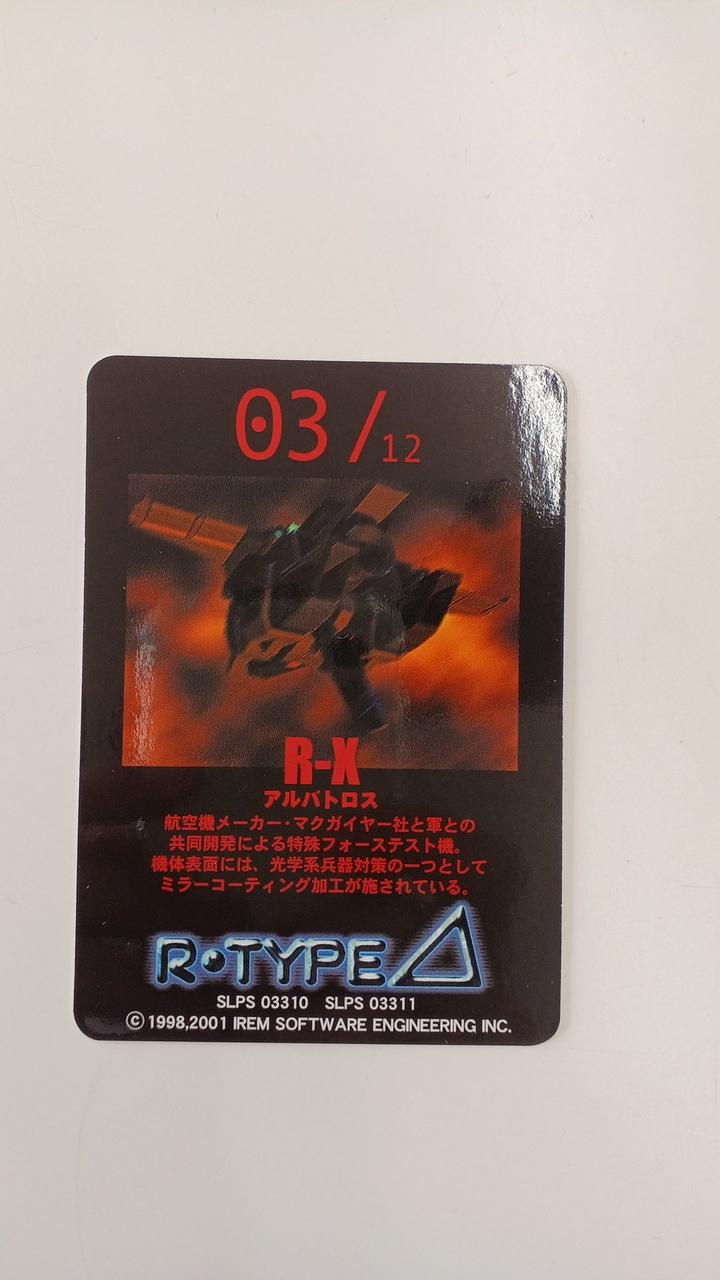 03/12
R-X
アルバトロス
航空機メーカー・マクガイヤー社と軍との
共同開発による特殊フォーステスト機。
機体表面には、光学系兵器対策の一つとして
ミラーコーティング加工が施されている。
R・TYPE Δ
SLPS 03310 SLPS 03311
© 1998,2001 IREM SOFTWARE ENGINEERING INC.